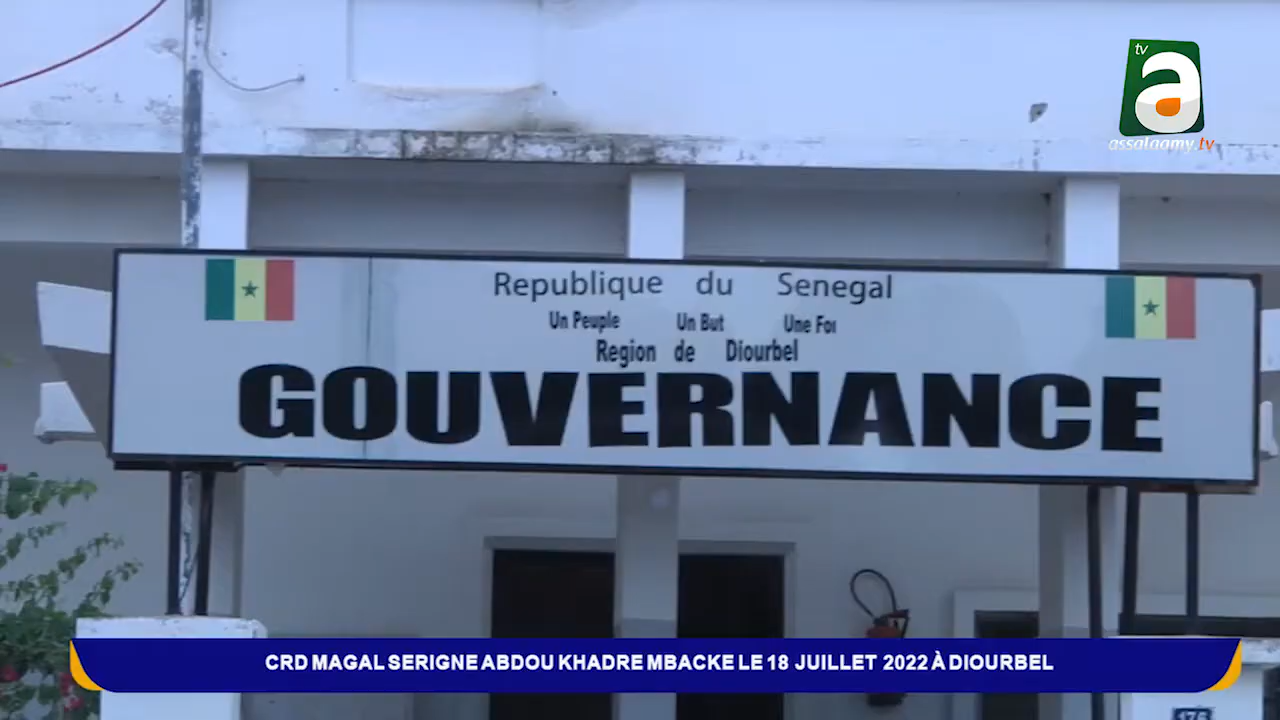 tv
a
assalaamy.tv
Republique du Senegal
Un Peuple Un But Une Foi
Region de Diourbel
GOUVERNANCE
CRD MAGAL SERIGNE ABDOU KHADRE MBACKE LE 18 JUILLET 2022 À DIOURBEL